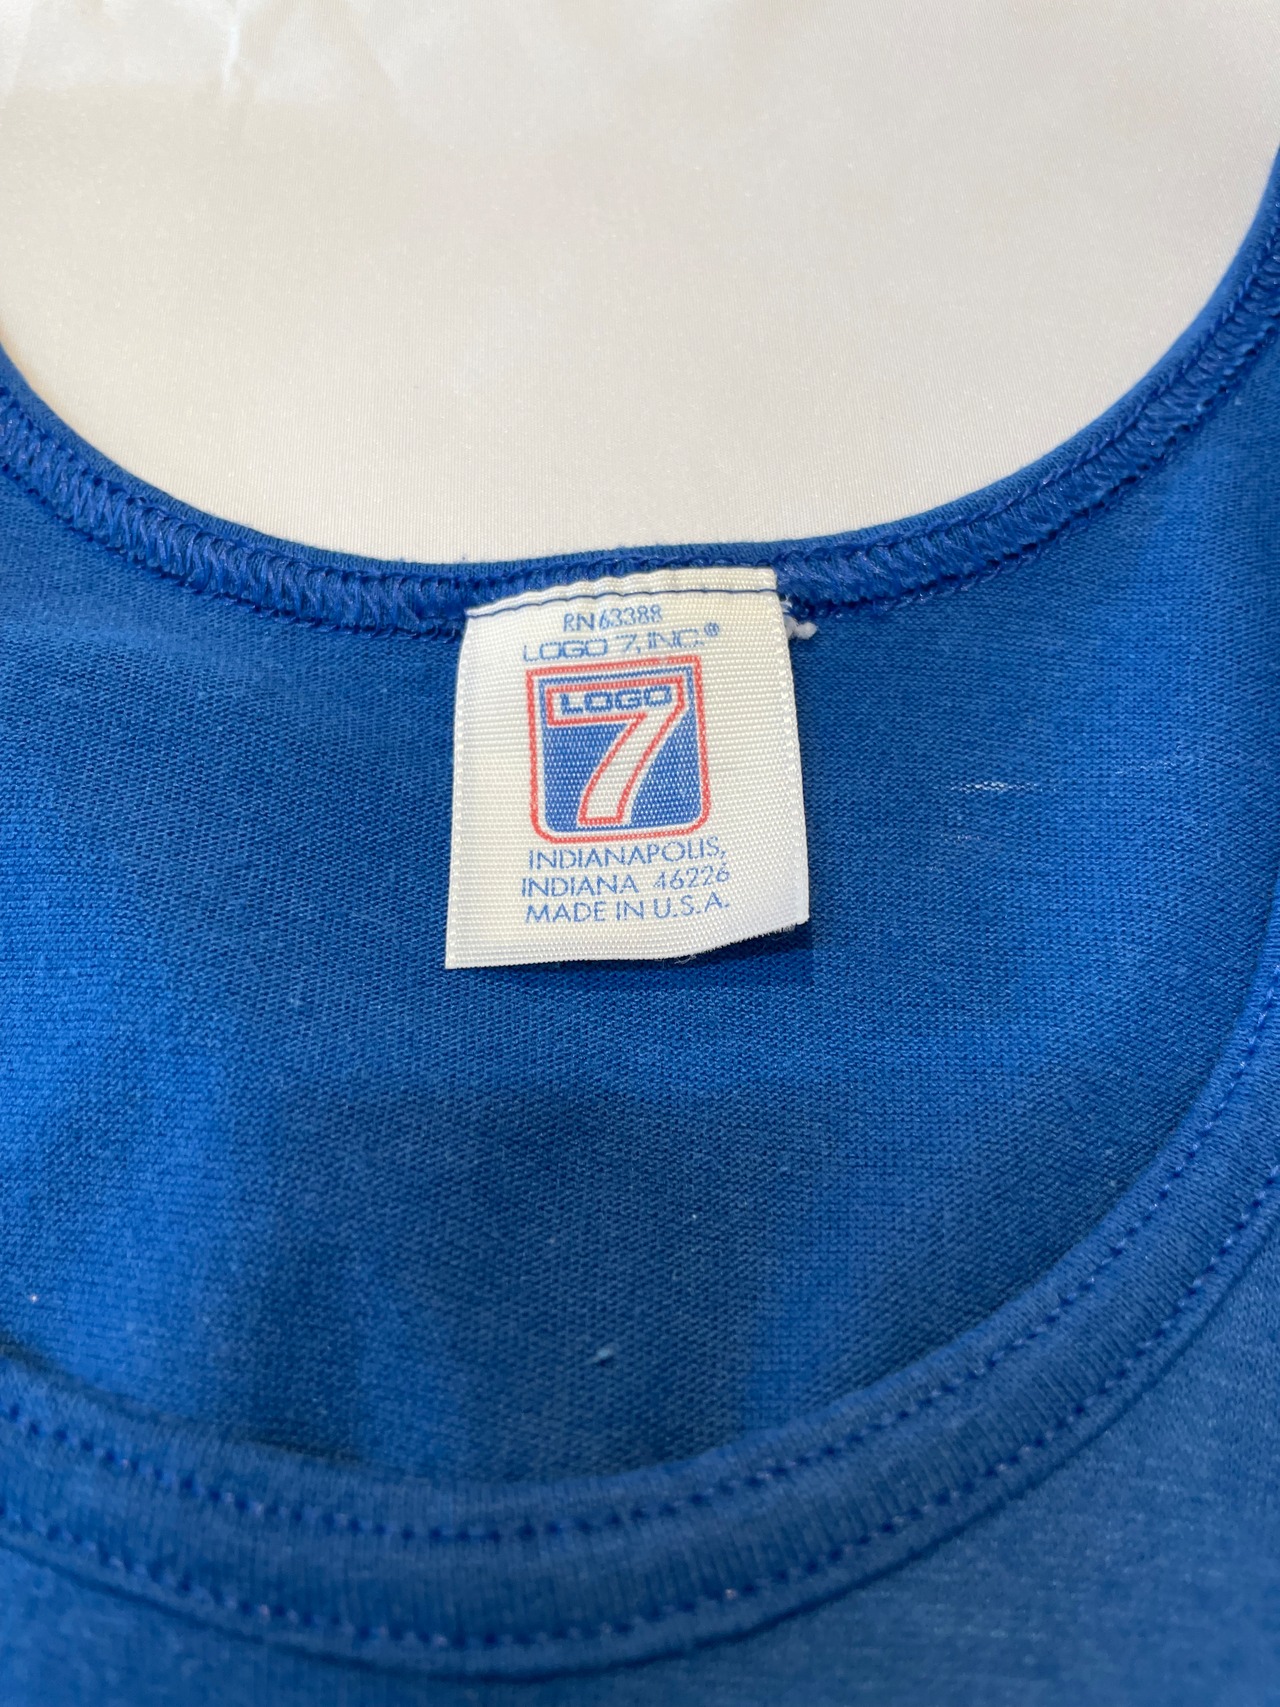 RN 63388
LOGO 7, INC.®
LOGO
7
INDIANAPOLIS,
INDIANA 46226
MADE IN U.S.A.